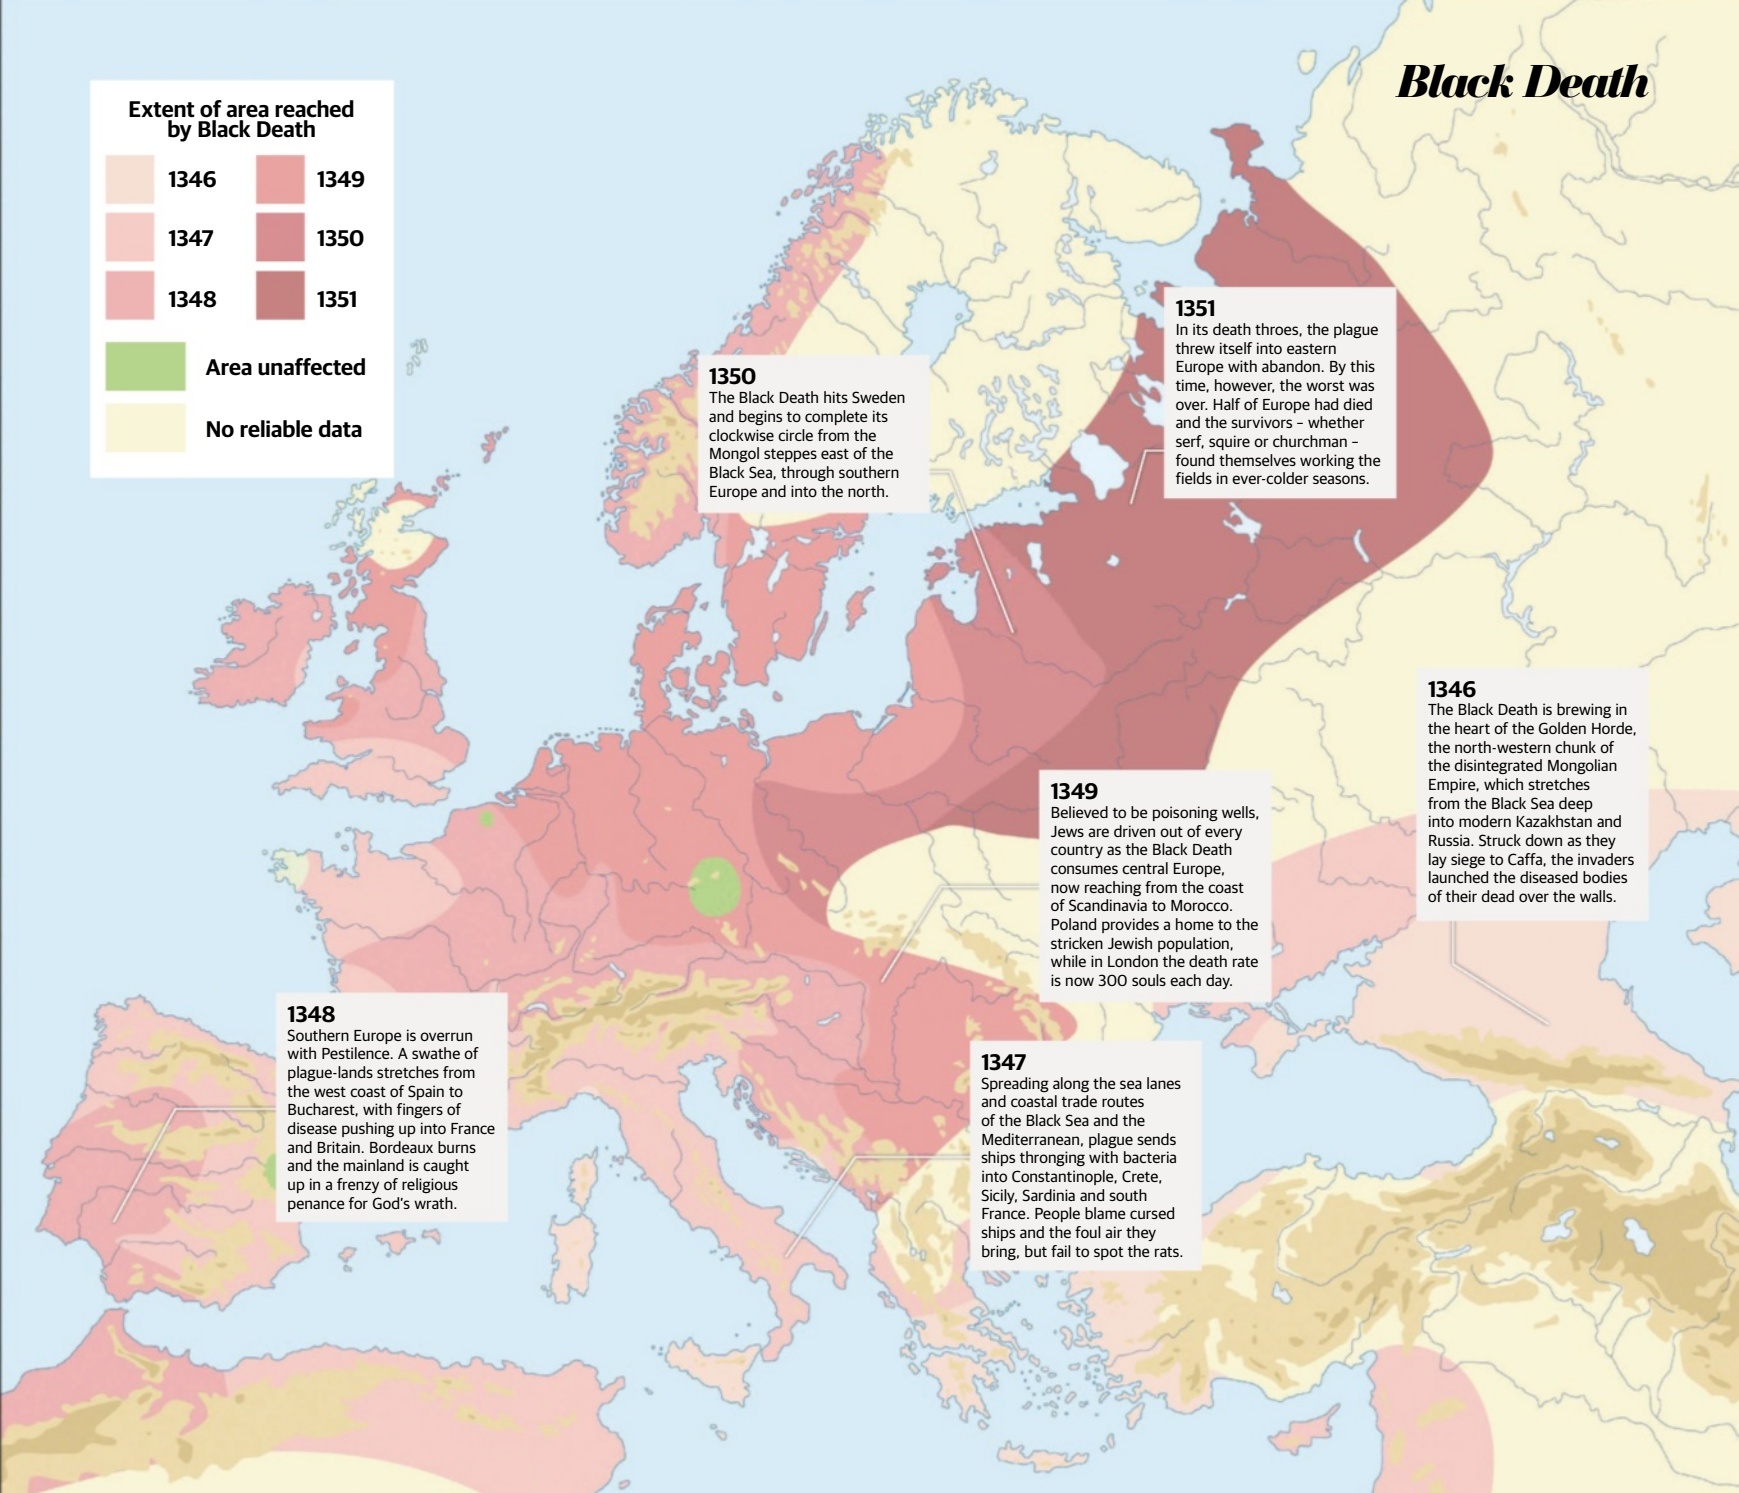 Black Death
Extent of area reached
by Black Death
1346
1349
1347
1350
1348
1351
Area unaffected
No reliable data
1351
In its death throes, the plague
threw itself into eastern
Europe with abandon. By this
time, however, the worst was
over. Half of Europe had died
and the survivors – whether
serf, squire or churchman –
found themselves working the
fields in ever-colder seasons.
1350
The Black Death hits Sweden
and begins to complete its
clockwise circle from the
Mongol steppes east of the
Black Sea, through southern
Europe and into the north.
1346
The Black Death is brewing in
the heart of the Golden Horde,
the north-western chunk of
the disintegrated Mongolian
Empire, which stretches
from the Black Sea deep
into modern Kazakhstan and
Russia. Struck down as they
lay siege to Caffa, the invaders
launched the diseased bodies
of their dead over the walls.
1349
Believed to be poisoning wells,
Jews are driven out of every
country as the Black Death
consumes central Europe,
now reaching from the coast
of Scandinavia to Morocco.
Poland provides a home to the
stricken Jewish population,
while in London the death rate
is now 300 souls each day.
1348
Southern Europe is overrun
with Pestilence. A swathe of
plague-lands stretches from
the west coast of Spain to
Bucharest, with fingers of
disease pushing up into France
and Britain. Bordeaux burns
and the mainland is caught
up in a frenzy of religious
penance for God's wrath.
1347
Spreading along the sea lanes
and coastal trade routes
of the Black Sea and the
Mediterranean, plague sends
ships thronging with bacteria
into Constantinople, Crete,
Sicily, Sardinia and south
France. People blame cursed
ships and the foul air they
bring, but fail to spot the rats.